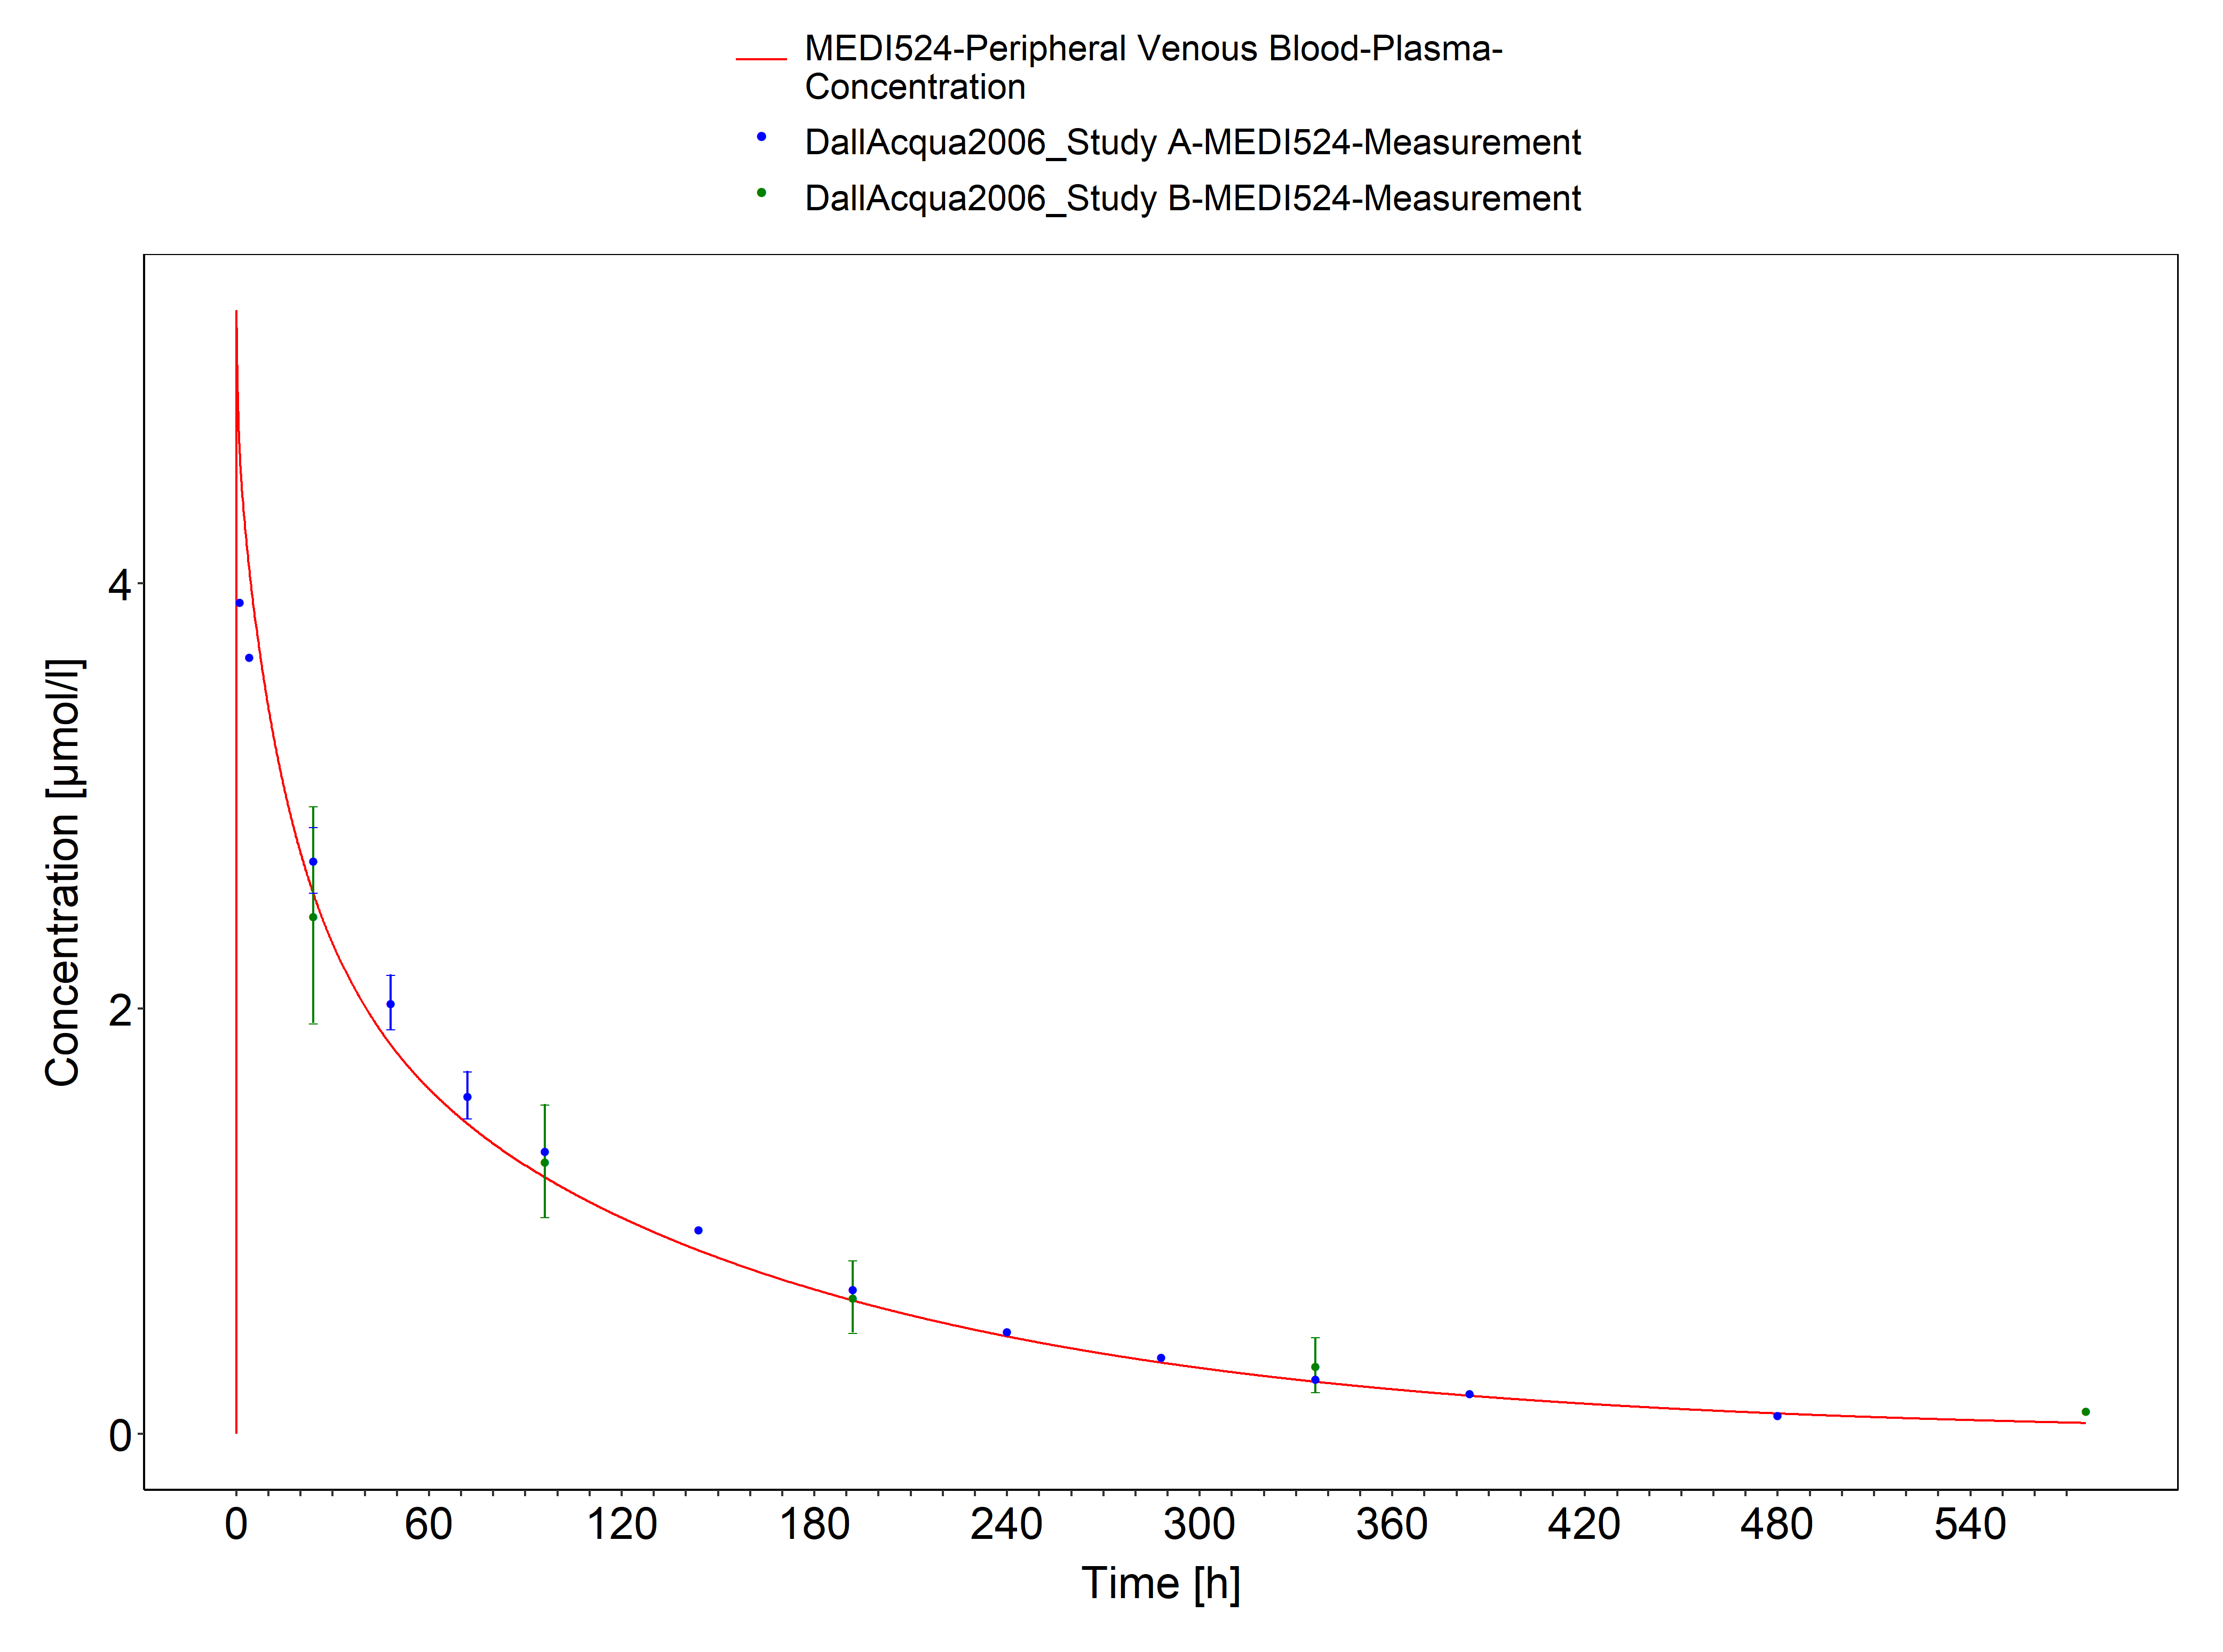 MEDI524-Peripheral Venous Blood-Plasma-
Concentration
DallAcqua2006_Study A-MEDI524-Measurement
DallAcqua2006_Study B-MEDI524-Measurement
Concentration [µmol/l]
4
2
0
0 60 120 180 240 300 360 420 480 540
Time [h]